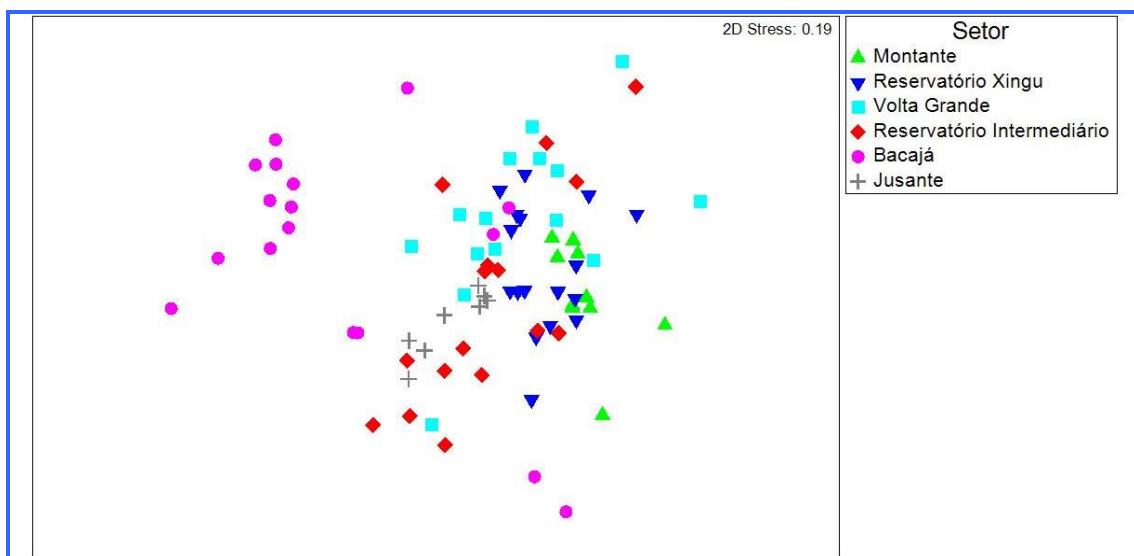 2D Stress: 0.19
Setor
Montante
Reservatório Xingu
Volta Grande
Reservatório Intermediário
Bacajá
Jusante